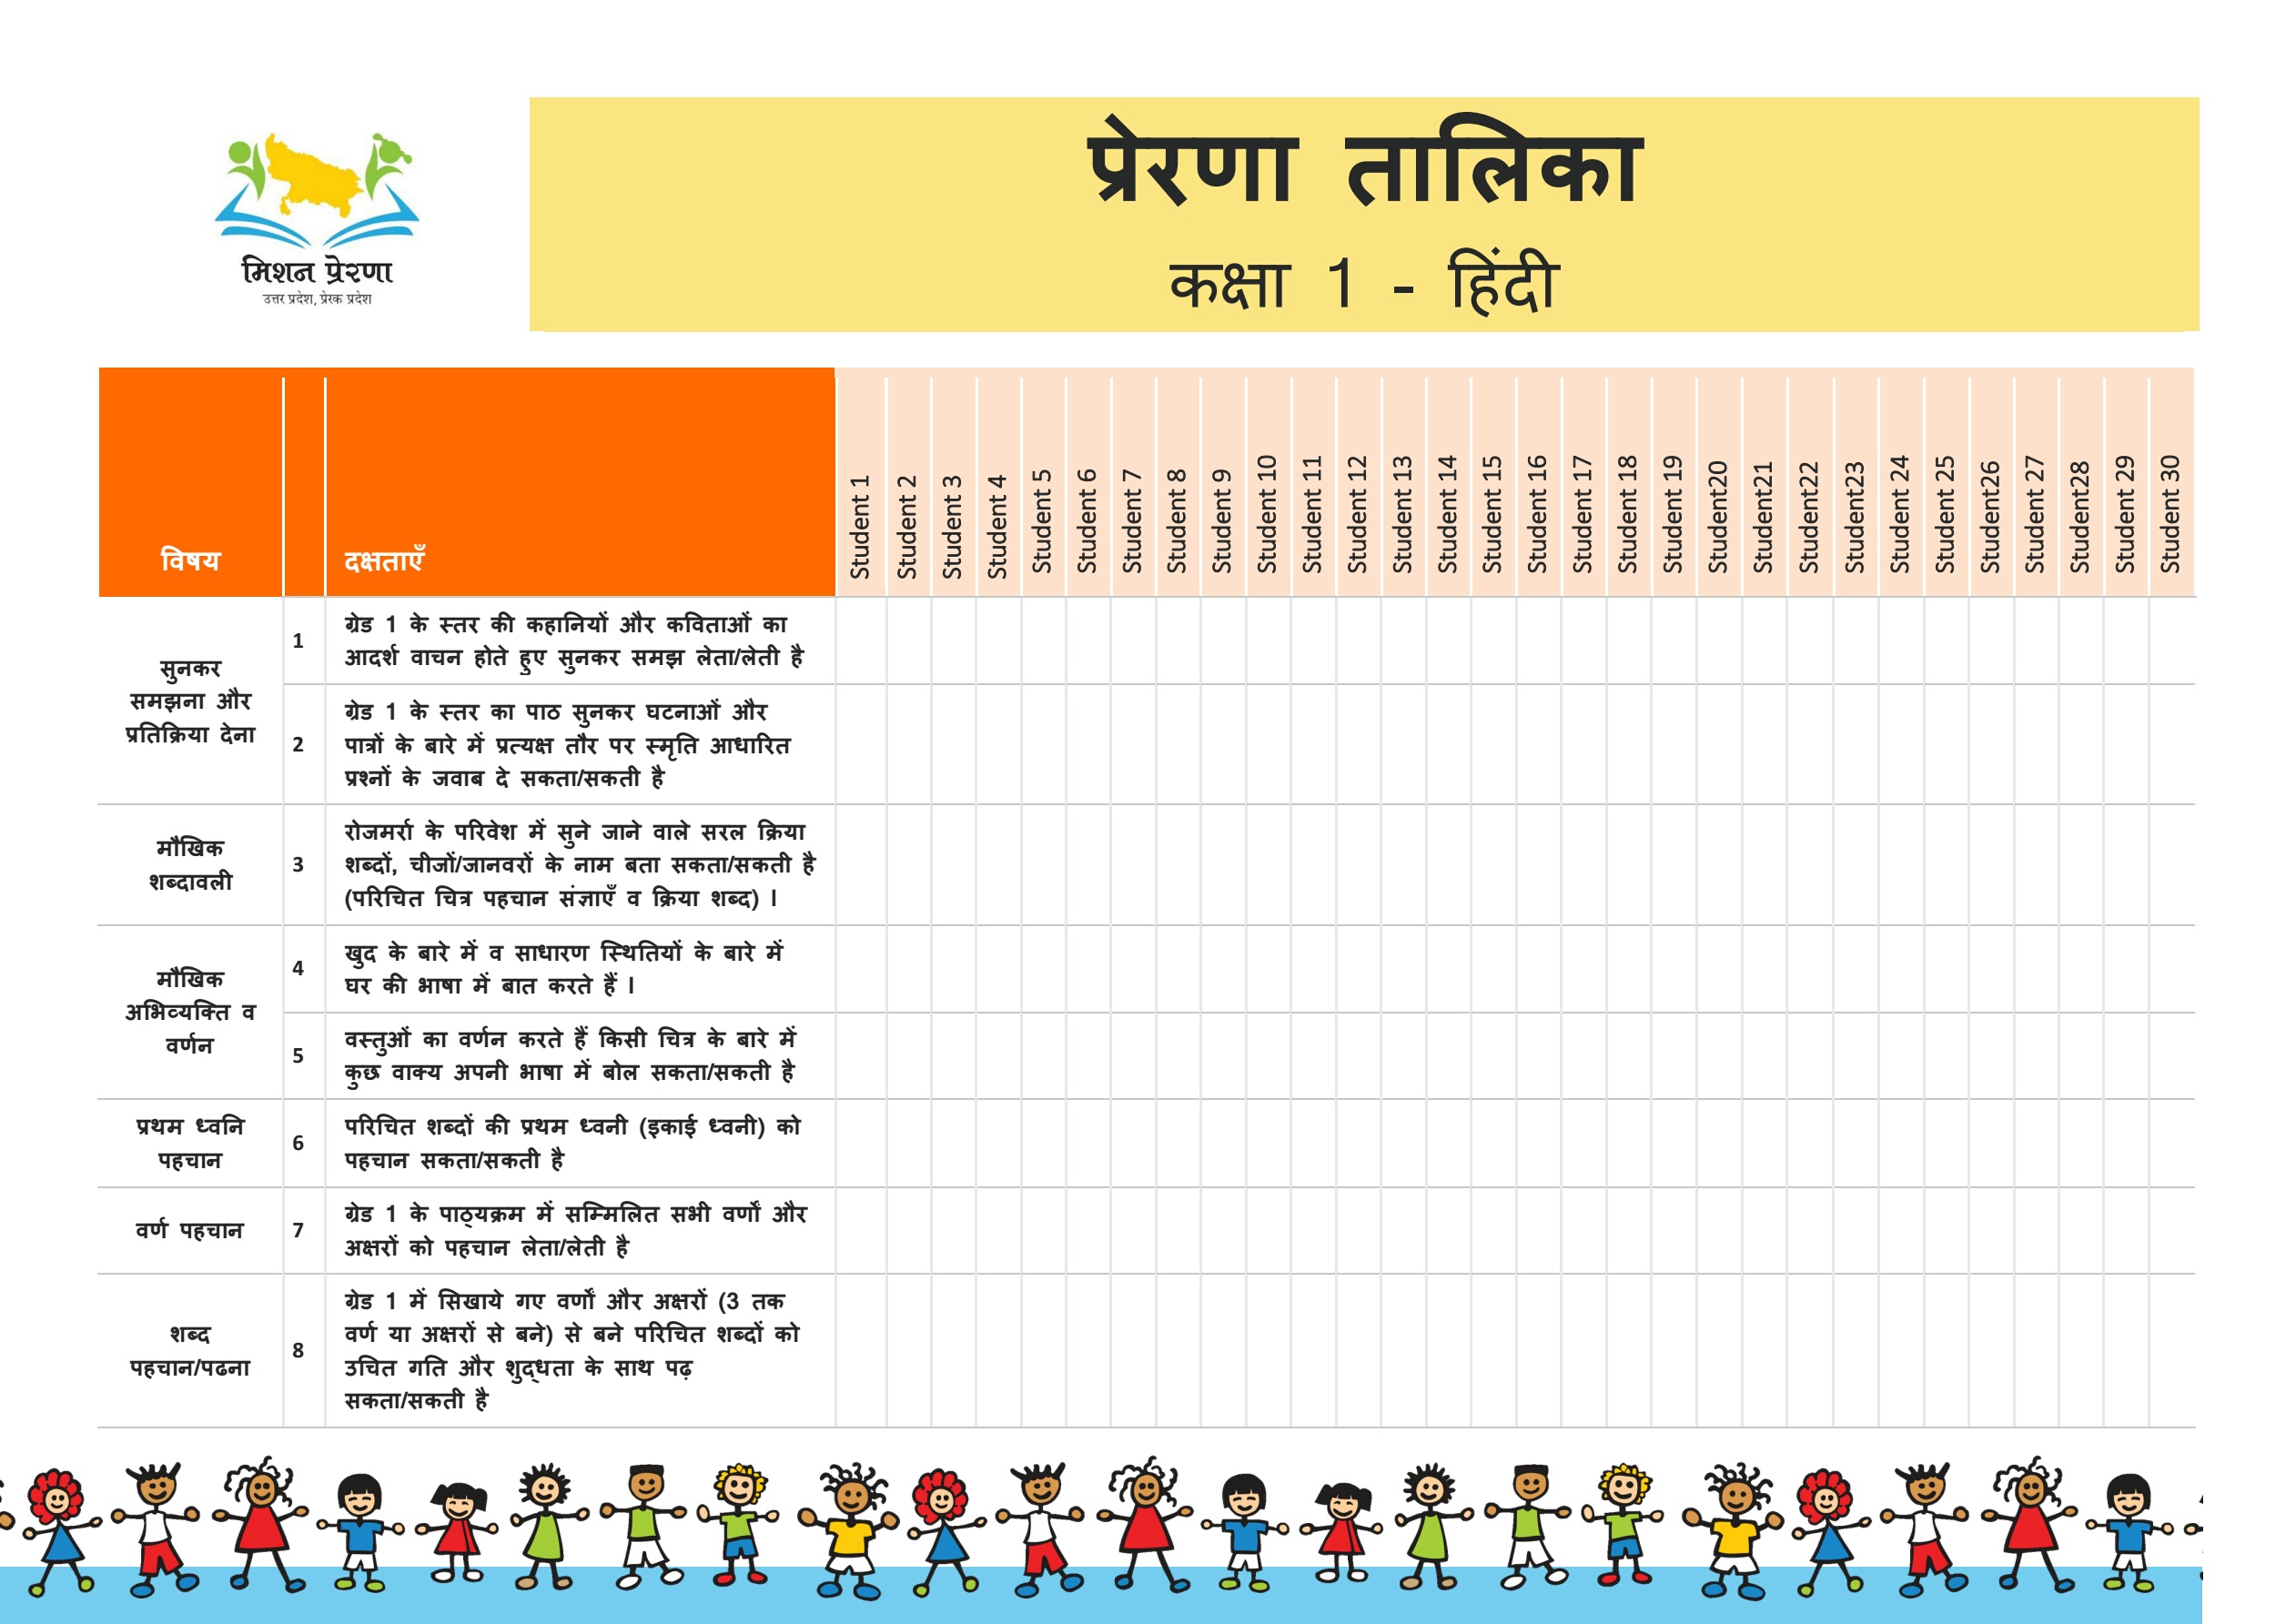 प्रेरणा तालिका
कक्षा 1 - हिंदी
मिशन प्रेरणा
उत्तर प्रदेश, प्रेरक प्रदेश
विषय
दक्षताएँ
Student 1
Student 2
Student 3
Student 4
Student 5
Student 6
Student 7
Student 8
Student 9
Student 10
Student 11
Student 12
Student 13
Student 14
Student 15
Student 16
Student 17
Student 18
Student 19
Student20
Student21
Student22
Student23
Student 24
Student 25
Student26
Student 27
Student28
Student 29
Student 30
सुनकर
समझना और
प्रतिक्रिया देना
1
ग्रेड 1 के स्तर की कहानियों और कविताओं का
आदर्श वाचन होते हुए सुनकर समझ लेता/लेती है
2
ग्रेड 1 के स्तर का पाठ सुनकर घटनाओं और
पात्रों के बारे में प्रत्यक्ष तौर पर स्मृति आधारित
प्रश्नों के जवाब दे सकता/सकती है
मौखिक
शब्दावली
3
रोजमर्रा के परिवेश में सुने जाने वाले सरल क्रिया
शब्दों, चीजों/जानवरों के नाम बता सकता/सकती है
(परिचित चित्र पहचान संज्ञाएँ व क्रिया शब्द) ।
मौखिक
अभिव्यक्ति व
वर्णन
4
खुद के बारे में व साधारण स्थितियों के बारे में
घर की भाषा में बात करते हैं ।
5
वस्तुओं का वर्णन करते हैं किसी चित्र के बारे में
कुछ वाक्य अपनी भाषा में बोल सकता/सकती है
प्रथम ध्वनि
पहचान
6
परिचित शब्दों की प्रथम ध्वनी (इकाई ध्वनी) को
पहचान सकता/सकती है
वर्ण पहचान
7
ग्रेड 1 के पाठ्यक्रम में सम्मिलित सभी वर्णों और
अक्षरों को पहचान लेता/लेती है
शब्द
पहचान/पढना
8
ग्रेड 1 में सिखाये गए वर्णों और अक्षरों (3 तक
वर्ण या अक्षरों से बने) से बने परिचित शब्दों को
उचित गति और शुद्धता के साथ पढ़
सकता/सकती है